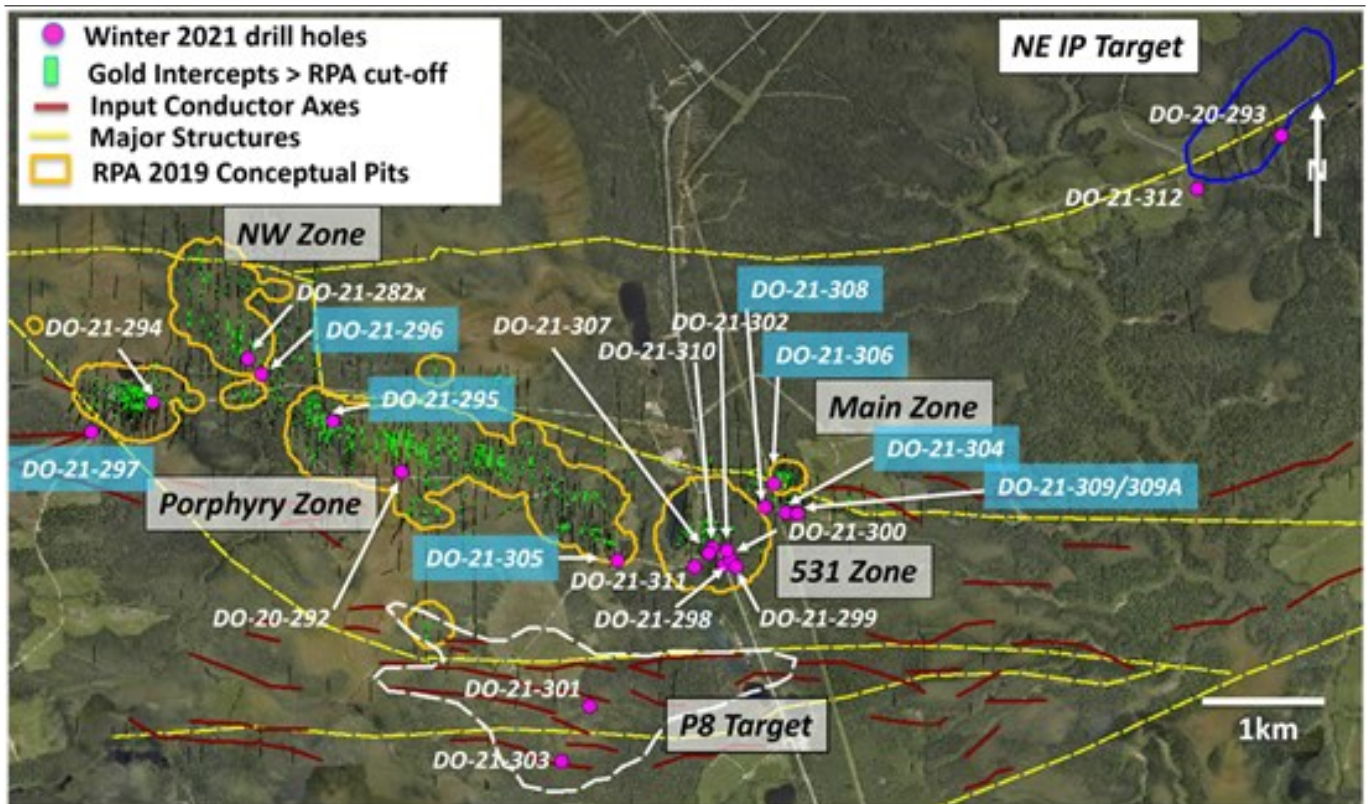 Winter 2021 drill holes
Gold Intercepts > RPA cut-off
Input Conductor Axes
Major Structures
RPA 2019 Conceptual Pits
NE IP Target
DO-20-293
N
DO-21-312
NW Zone
DO-21-282x
DO-21-308
DO-21-294
DO-21-296
DO-21-307
DO-21-302
DO-21-310
DO-21-306
DO-21-295
Main Zone
DO-21-304
DO-21-297
DO-21-309/309A
Porphyry Zone
DO-21-300
DO-21-305
DO-21-311
531 Zone
DO-20-292
DO-21-298
DO-21-299
DO-21-301
P8 Target
1km
DO-21-303